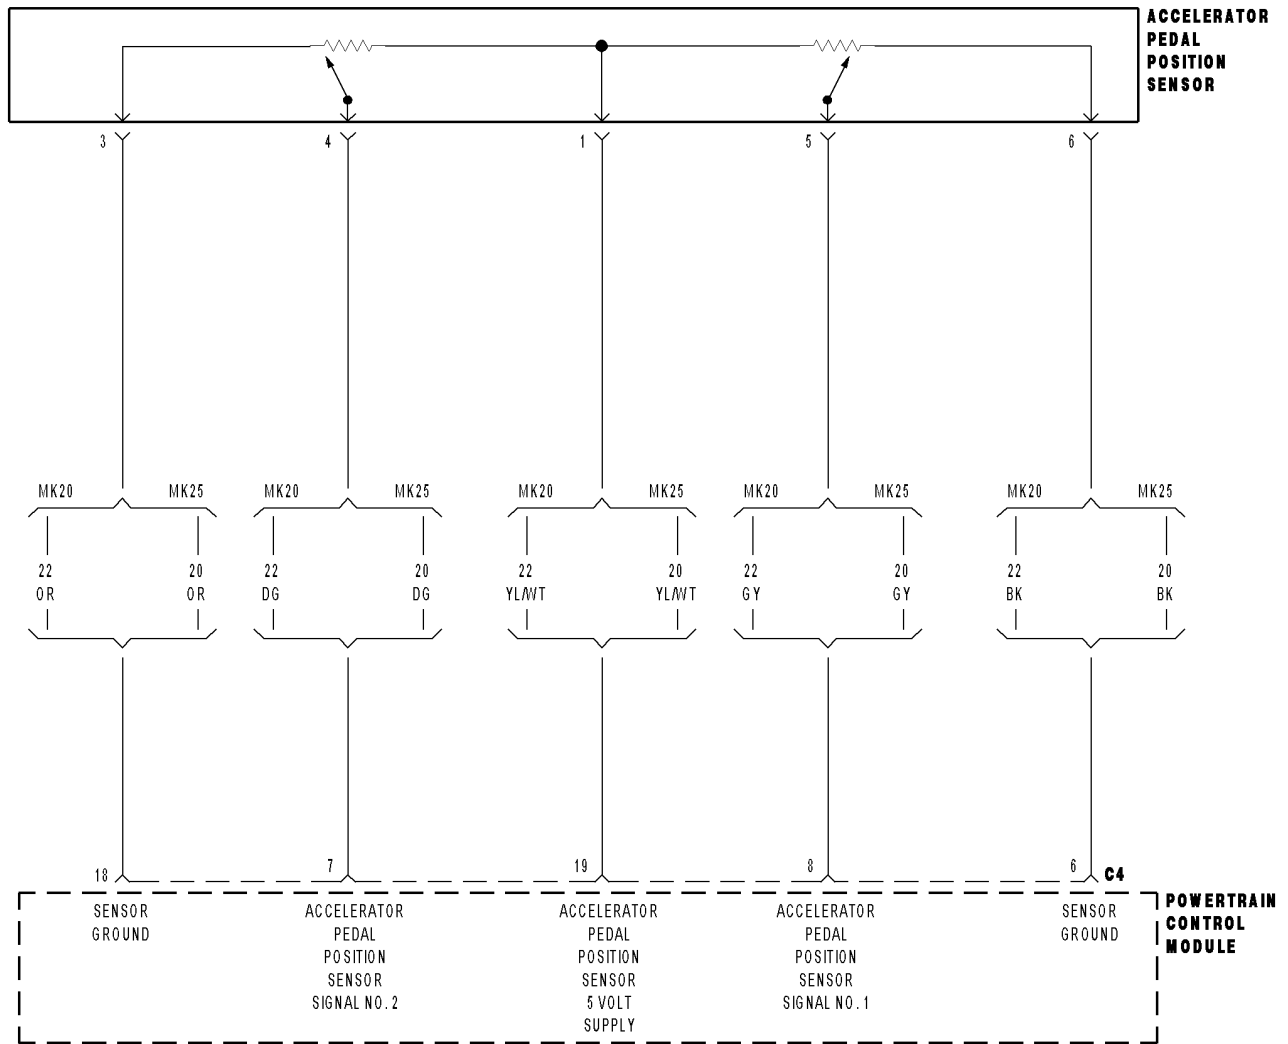 ACCELERATOR
PEDAL
POSITION
SENSOR
3 4 1 5 6
MK20 MK25 MK20 MK25 MK20 MK25 MK20 MK25 MK20 MK25
22 20 22 20 22 20 22 20 22 20
OR OR DG DG YL/WT YL/WT GY GY BK BK
18 7 19 8 6 C4
POWERTRAIN
CONTROL
MODULE
SENSOR
GROUND
ACCELERATOR
PEDAL
POSITION
SENSOR
SIGNAL NO. 2
ACCELERATOR
PEDAL
POSITION
SENSOR
5 VOLT
SUPPLY
ACCELERATOR
PEDAL
POSITION
SENSOR
SIGNAL NO. 1
SENSOR
GROUND